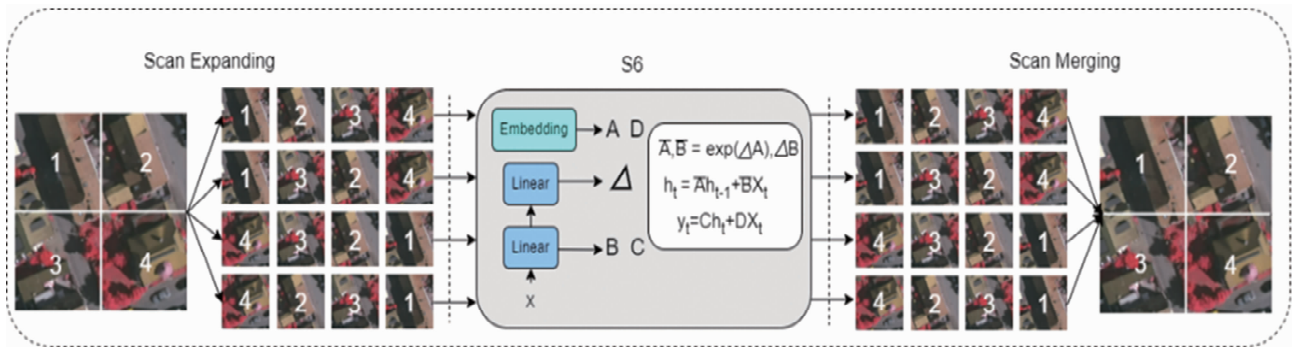 Scan Expanding
1 2
3 4
1 2 3 4
1 2 3 4
4 2 3 1
4 2 3 1
S6
Embedding A D
Linear Δ
Linear B C
X
A̅,B̅ = exp(ΔA),ΔB
hₜ = A̅hₜ₋₁+B̅Xₜ
yₜ=Chₜ+DXₜ
Scan Merging
1 2 3 4
1 2 3 4
4 2 3 1
4 2 3 1
1 2
3 4